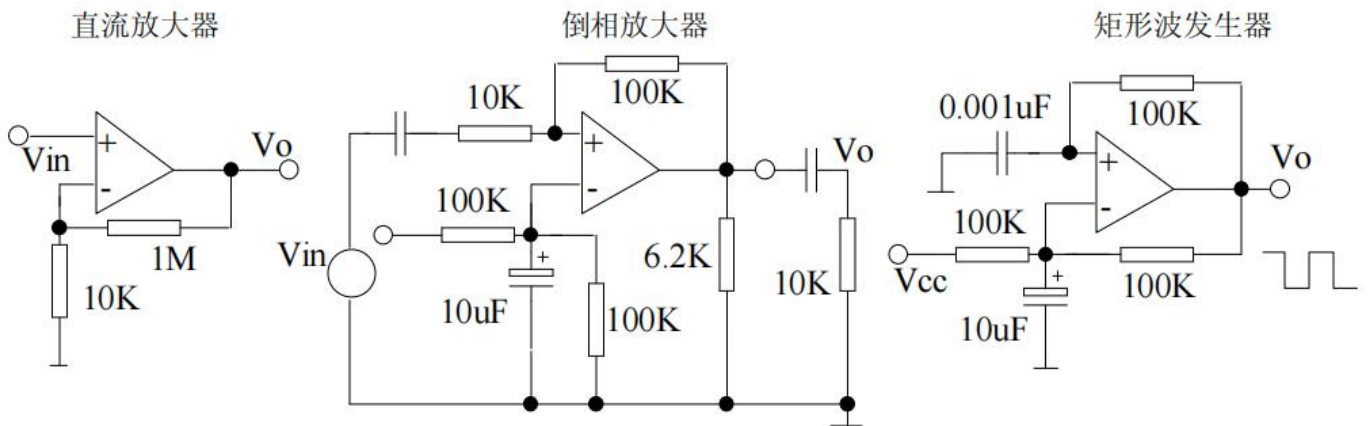 直流放大器
Vin
+
-
Vo
1M
10K
倒相放大器
10K
100K
+
-
Vo
100K
Vin
+
10uF
100K
6.2K
10K
矩形波发生器
0.001uF
100K
+
-
Vo
100K
Vcc
+
100K
10uF